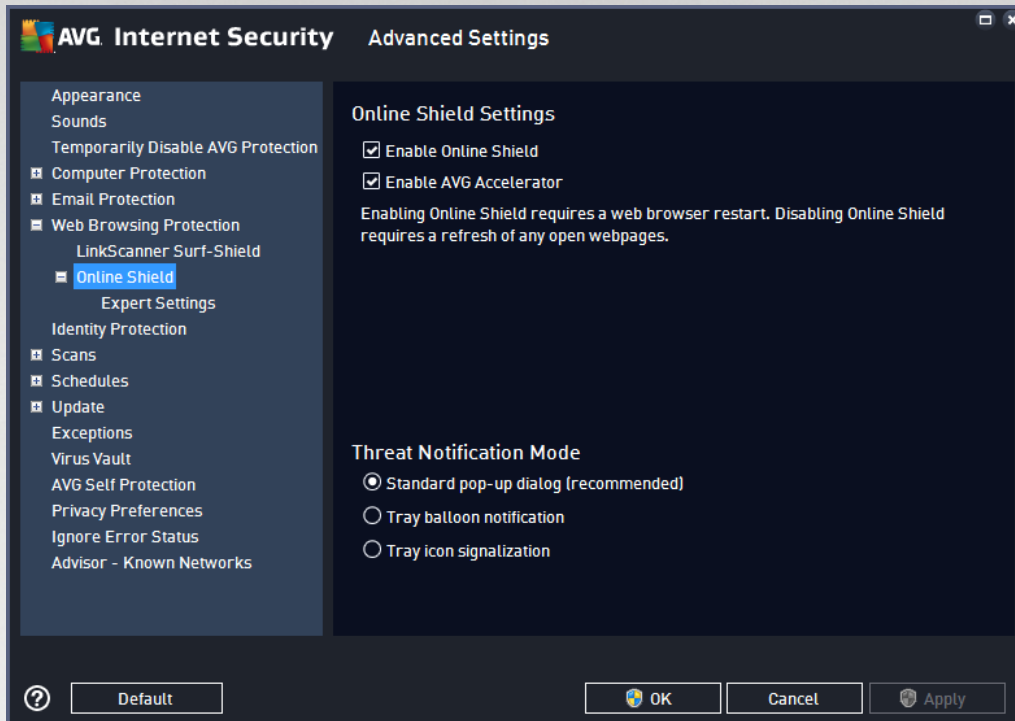 AVG. Internet Security Advanced Settings
Appearance
Sounds
Temporarily Disable AVG Protection
Computer Protection
Email Protection
Web Browsing Protection
LinkScanner Surf-Shield
Online Shield
Expert Settings
Identity Protection
Scans
Schedules
Update
Exceptions
Virus Vault
AVG Self Protection
Privacy Preferences
Ignore Error Status
Advisor - Known Networks
Online Shield Settings
Enable Online Shield
Enable AVG Accelerator
Enabling Online Shield requires a web browser restart. Disabling Online Shield
requires a refresh of any open webpages.
Threat Notification Mode
Standard pop-up dialog (recommended)
Tray balloon notification
Tray icon signalization
? Default OK Cancel Apply